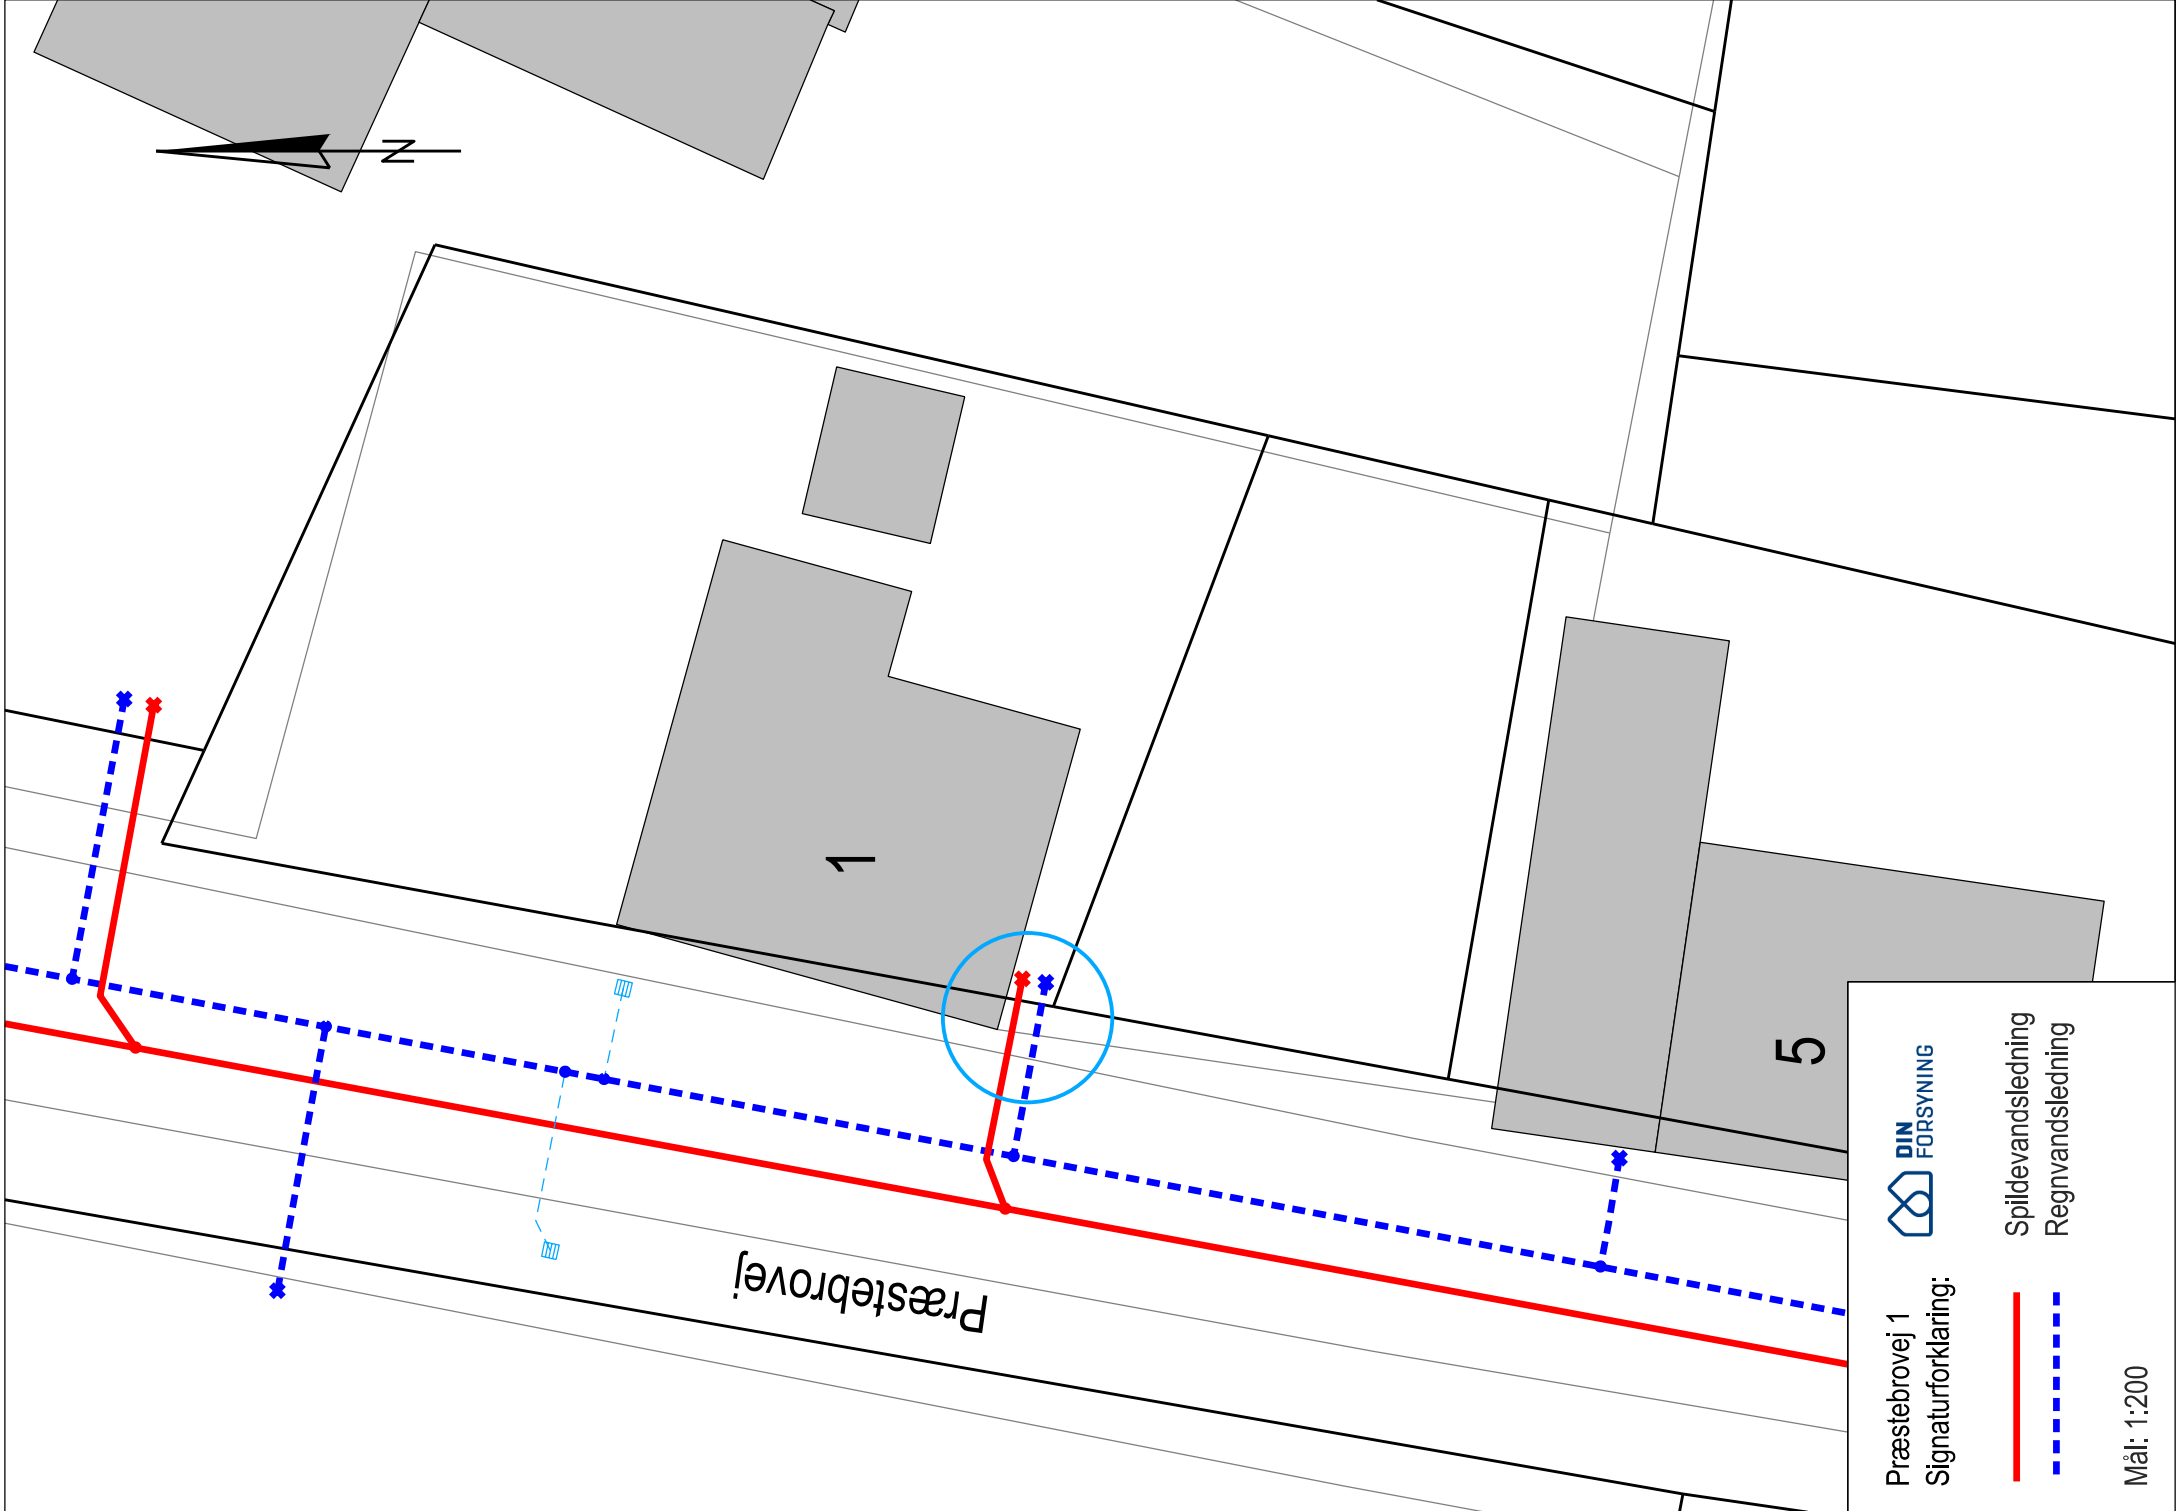 N
1
5
Præstebrovej
DIN
FORSYNING
Præstebrovej 1
Signaturforklaring:
Spildevandsledning
Regnvandsledning
Mål: 1:200